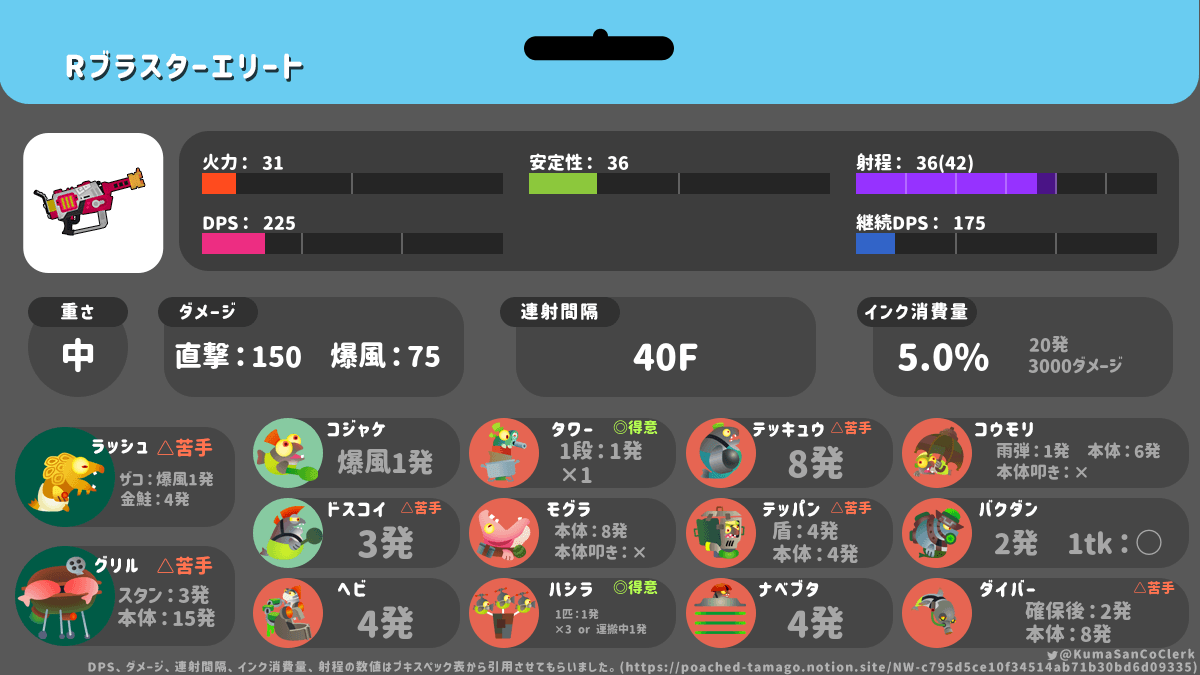 Rブラスターエリート
火力： 31
安定性： 36
射程： 36(42)
DPS： 225
継続DPS： 175
重さ
中
ダメージ
直撃：150 爆風：75
連射間隔
40F
インク消費量
5.0%
20発
3000ダメージ
ラッシュ △苦手
ザコ：爆風1発
金鮭：4発
グリル △苦手
スタン：3発
本体：15発
コジャケ
爆風1発
タワー ◎得意
1段：1発
×1
テッキュウ △苦手
8発
コウモリ
雨弾：1発 本体：6発
本体叩き：×
ドスコイ △苦手
3発
モグラ
本体：8発
本体叩き：×
テッパン △苦手
盾：4発
本体：4発
バクダン
2発 1tk：○
ヘビ
4発
ハシラ ◎得意
1匹：1発
×3 or 運搬中1発
ナベブタ
4発
ダイバー △苦手
確保後：2発
本体：8発
@KumaSanCoClerk
DPS、ダメージ、連射間隔、インク消費量、射程の数値はブキスペック表から引用させてもらいました。(https://poached-tamago.notion.site/NW-c795d5ce10f34514ab71b30bd6d09335)